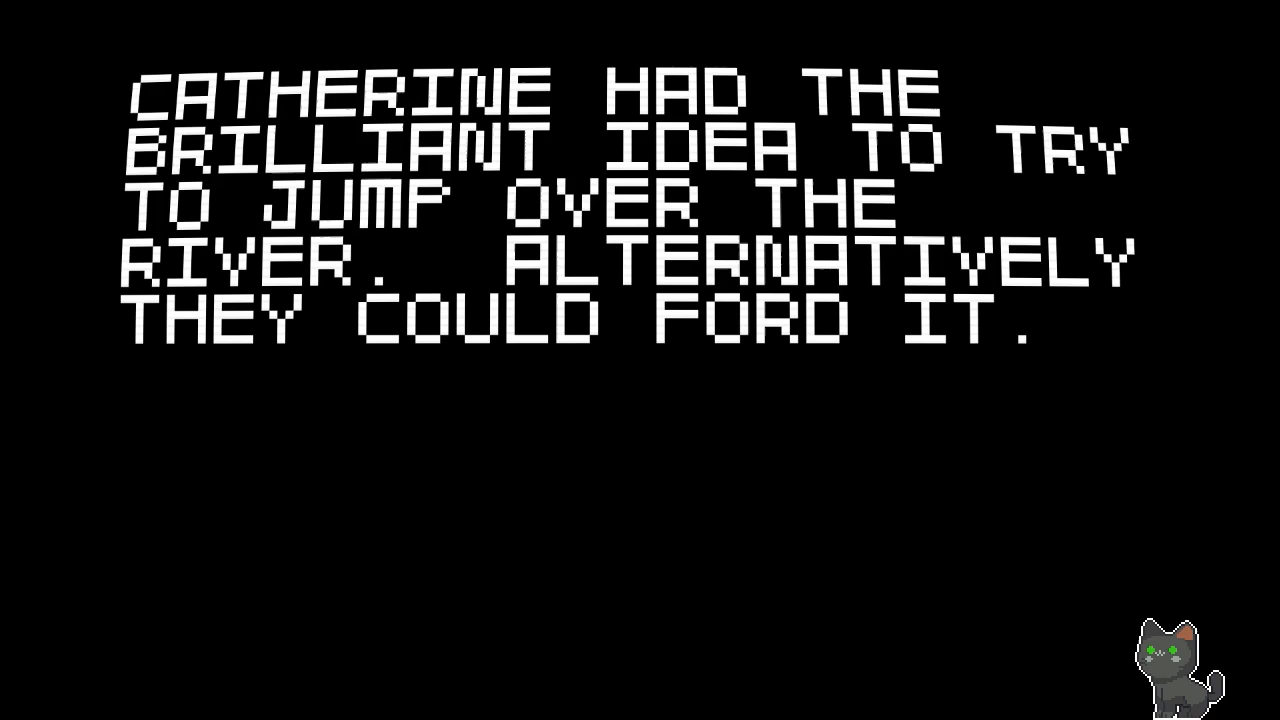 CATHERINE HAD THE
BRILLIANT IDEA TO TRY
TO JUMP OVER THE
RIVER.  ALTERNATIVELY
THEY COULD FORD IT.